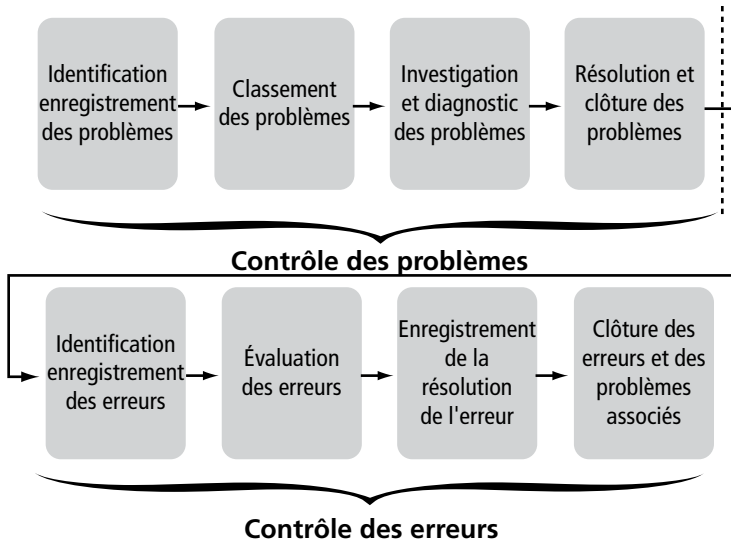 Identification
enregistrement
des problèmes
Classement
des problèmes
Investigation
et diagnostic
des problèmes
Résolution et
clôture des
problèmes
Contrôle des problèmes
Identification
enregistrement
des erreurs
Évaluation
des erreurs
Enregistrement
de la
résolution
de l'erreur
Clôture des
erreurs et des
problèmes
associés
Contrôle des erreurs